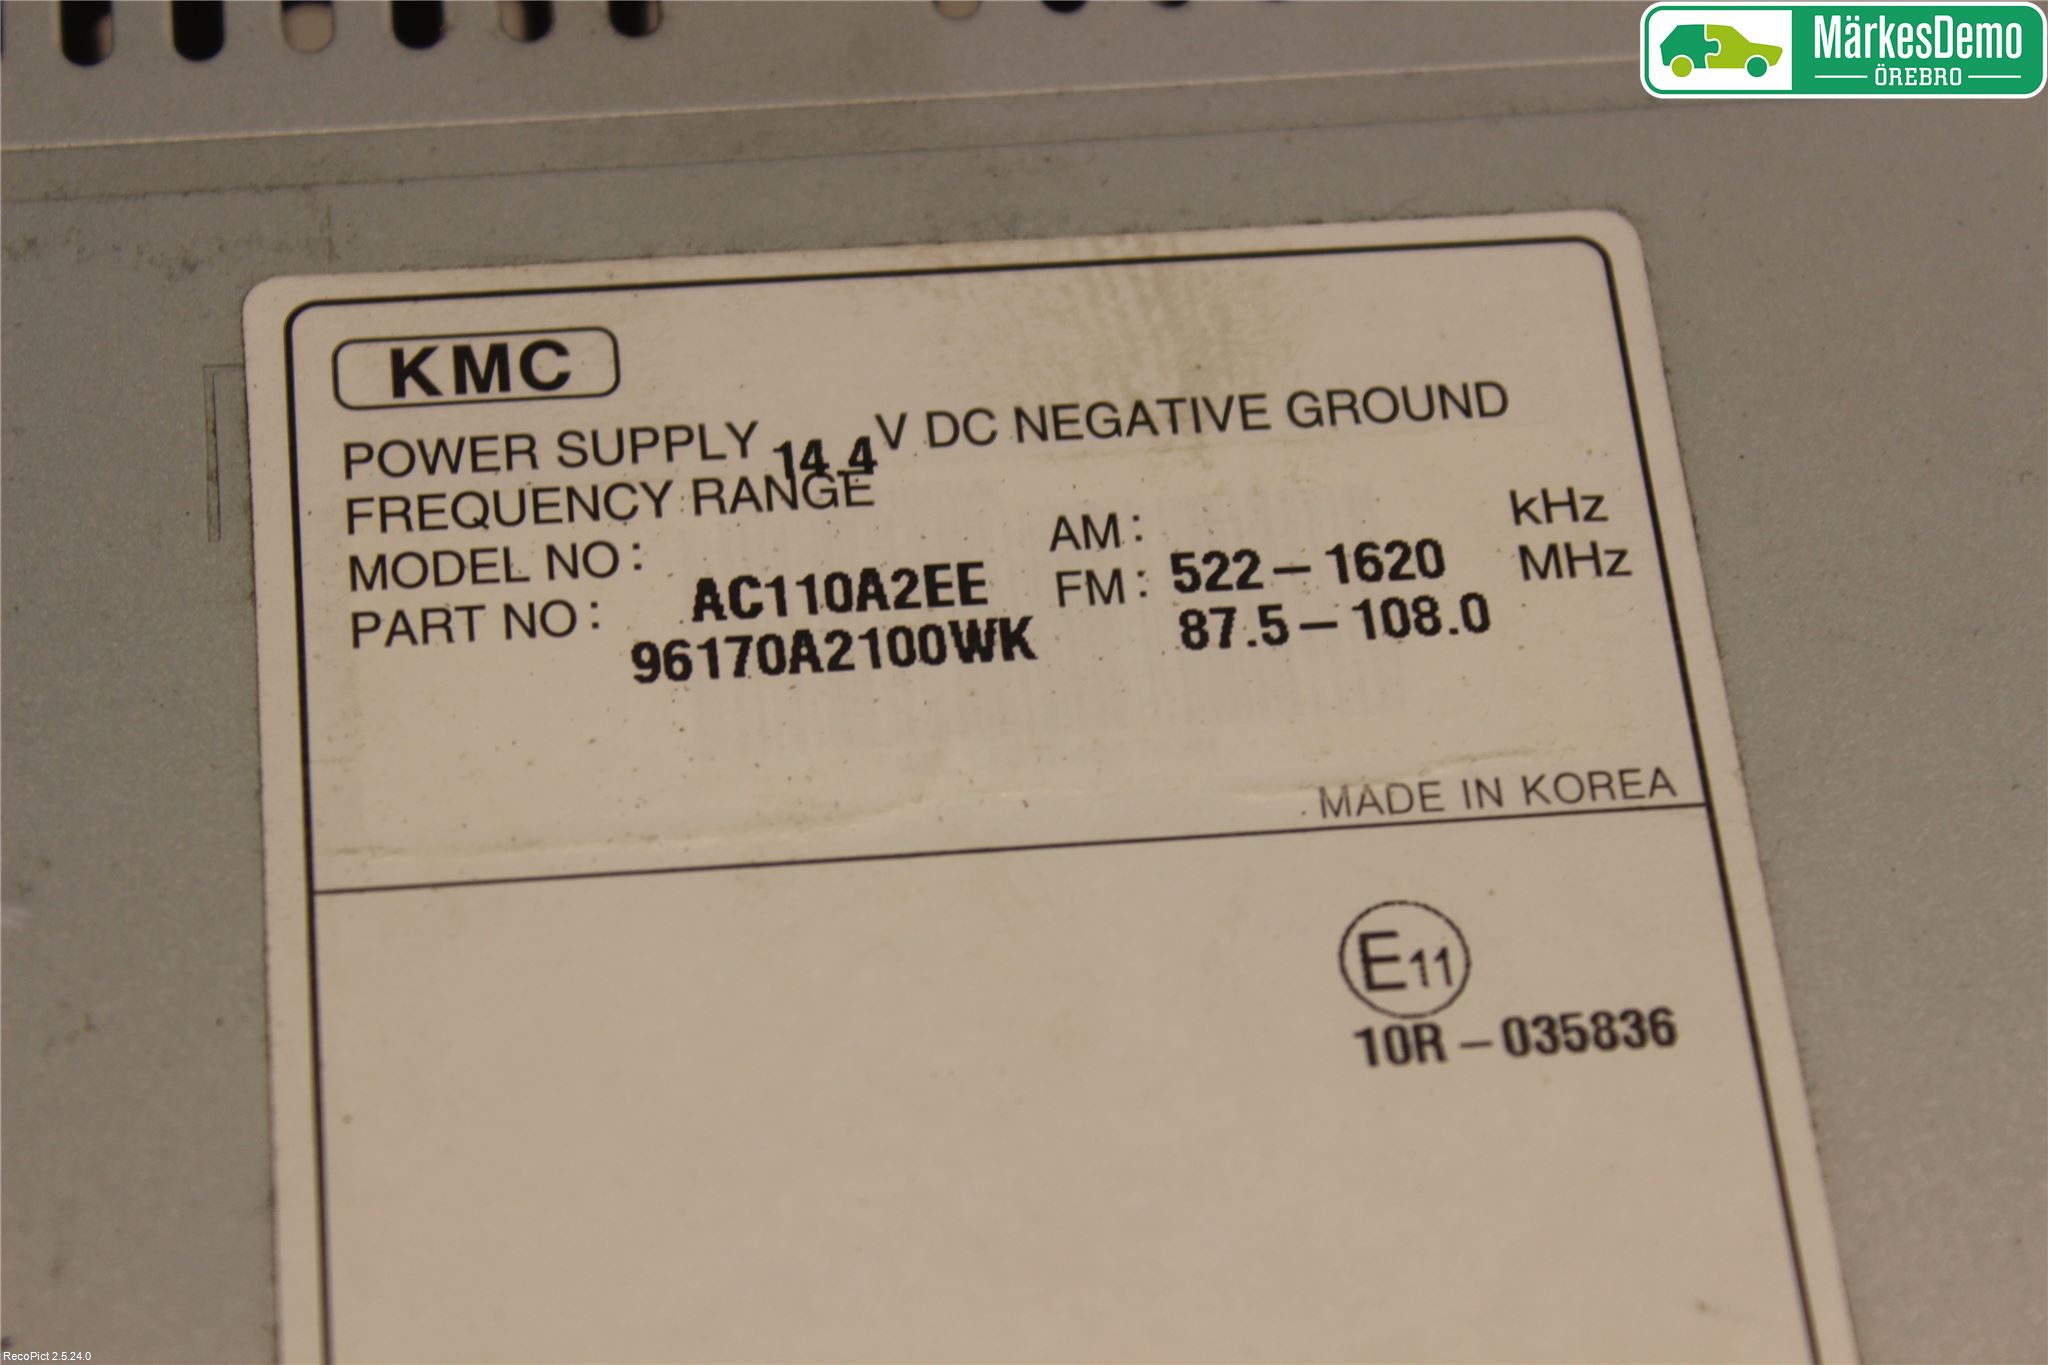 MärkesDemo
ÖREBRO
KMC
POWER SUPPLY 14.4 V DC NEGATIVE GROUND
FREQUENCY RANGE AM: 522-1620 kHz
MODEL NO: AC110A2EE FM: 87.5-108.0 MHz
PART NO: 96170A2100WK
MADE IN KOREA
E11
10R-035836
RecoPict 2.5.24.0